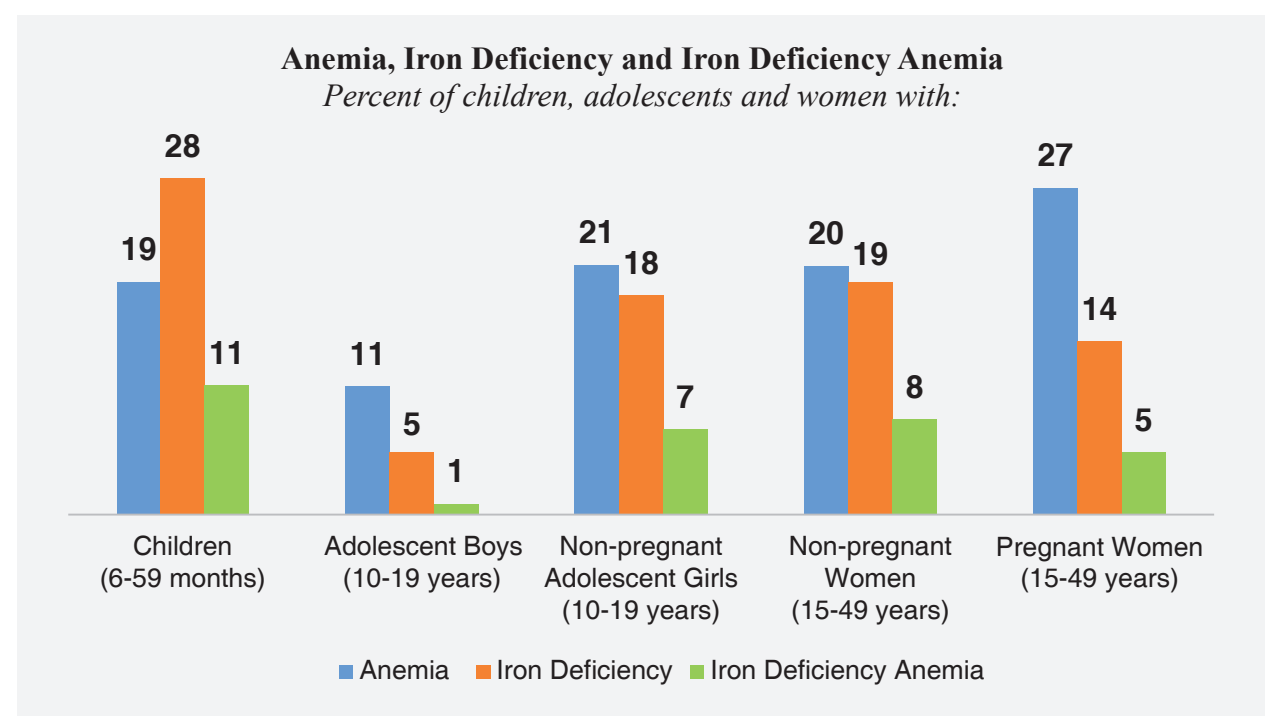 Anemia, Iron Deficiency and Iron Deficiency Anemia
Percent of children, adolescents and women with:
28
19
11
11
5
1
21
18
7
20
19
8
27
14
5
Children
(6-59 months)
Adolescent Boys
(10-19 years)
Non-pregnant
Adolescent Girls
(10-19 years)
Non-pregnant
Women
(15-49 years)
Pregnant Women
(15-49 years)
Anemia Iron Deficiency Iron Deficiency Anemia